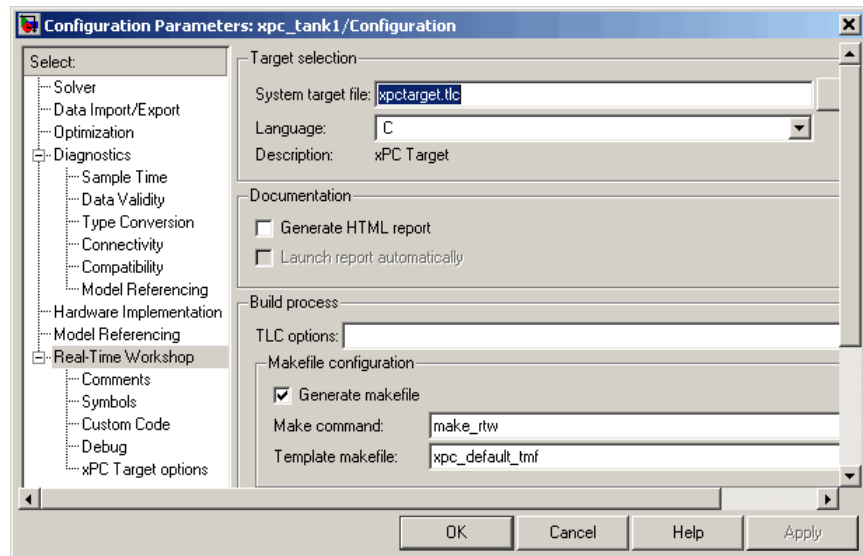 Configuration Parameters: xpc_tank1/Configuration
Select:
Solver
Data Import/Export
Optimization
Diagnostics
Sample Time
Data Validity
Type Conversion
Connectivity
Compatibility
Model Referencing
Hardware Implementation
Model Referencing
Real-Time Workshop
Comments
Symbols
Custom Code
Debug
xPC Target options
Target selection
System target file: xpctarget.tlc
Language: C
Description: xPC Target
Documentation
Generate HTML report
Launch report automatically
Build process
TLC options:
Makefile configuration
Generate makefile
Make command: make_rtw
Template makefile: xpc_default_tmf
OK Cancel Help Apply